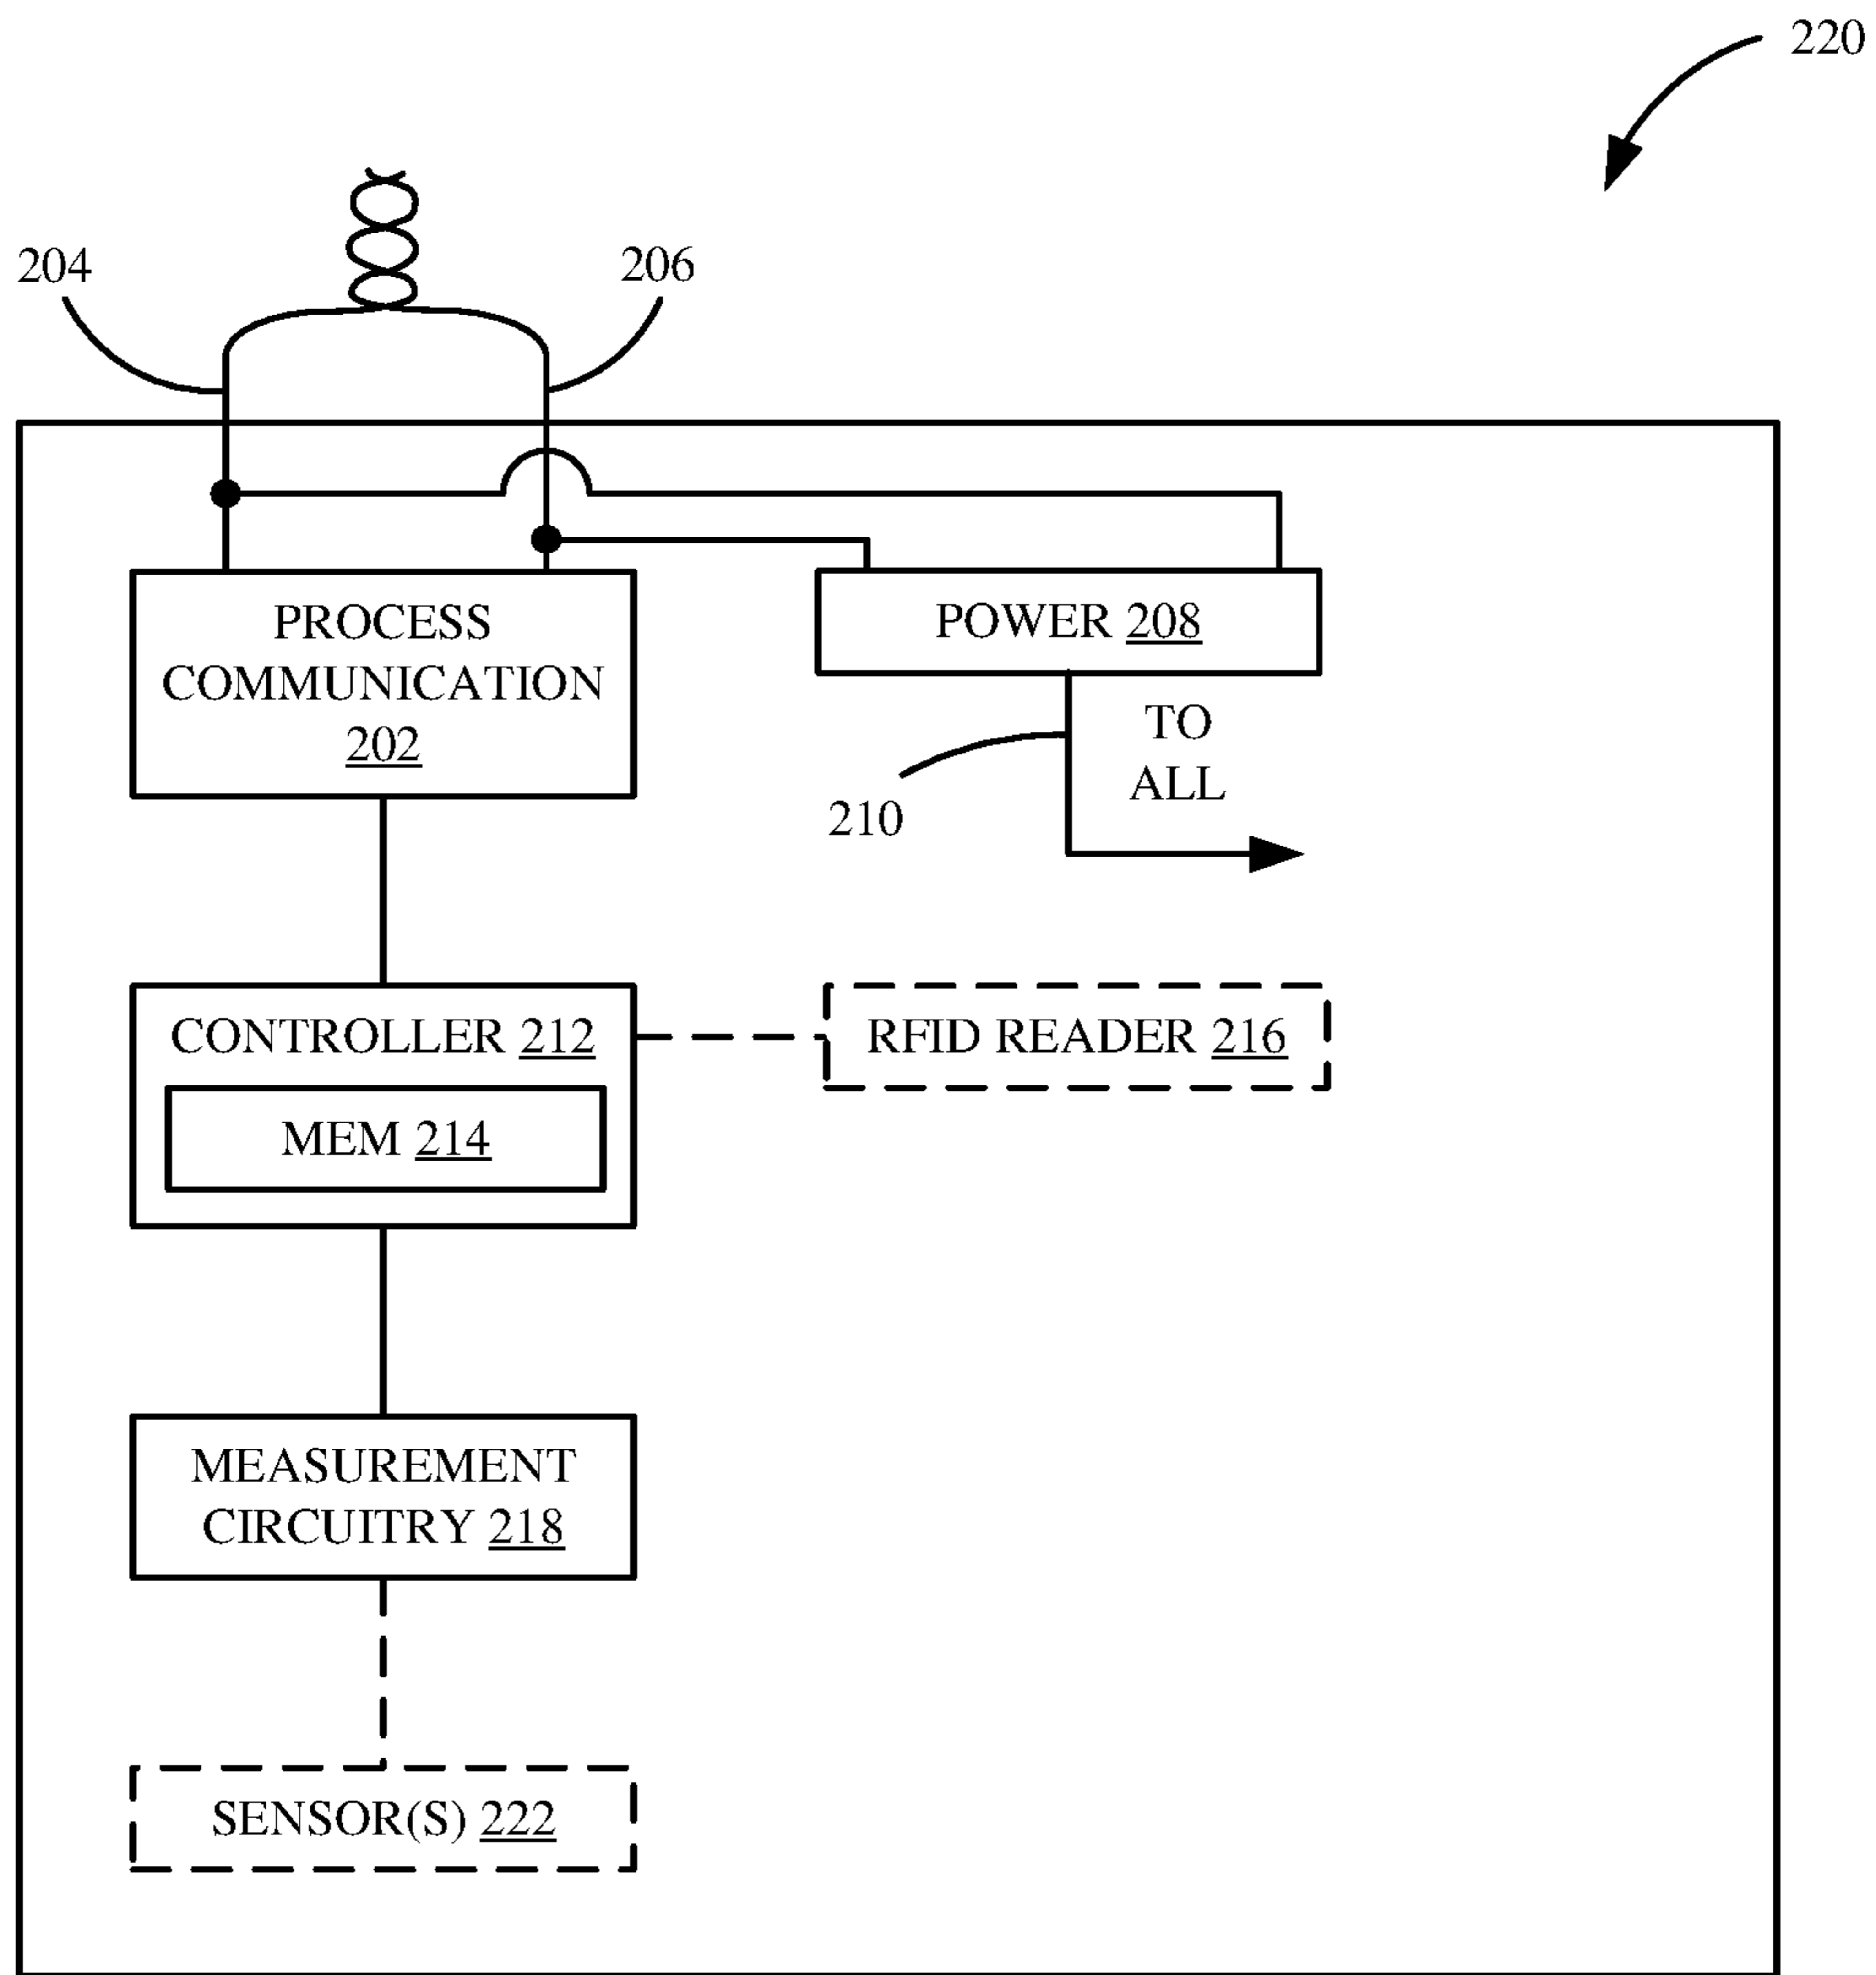 220
204
206
PROCESS
COMMUNICATION
202
POWER 208
TO
ALL
210
CONTROLLER 212
RFID READER 216
MEM 214
MEASUREMENT
CIRCUITRY 218
SENSOR(S) 222